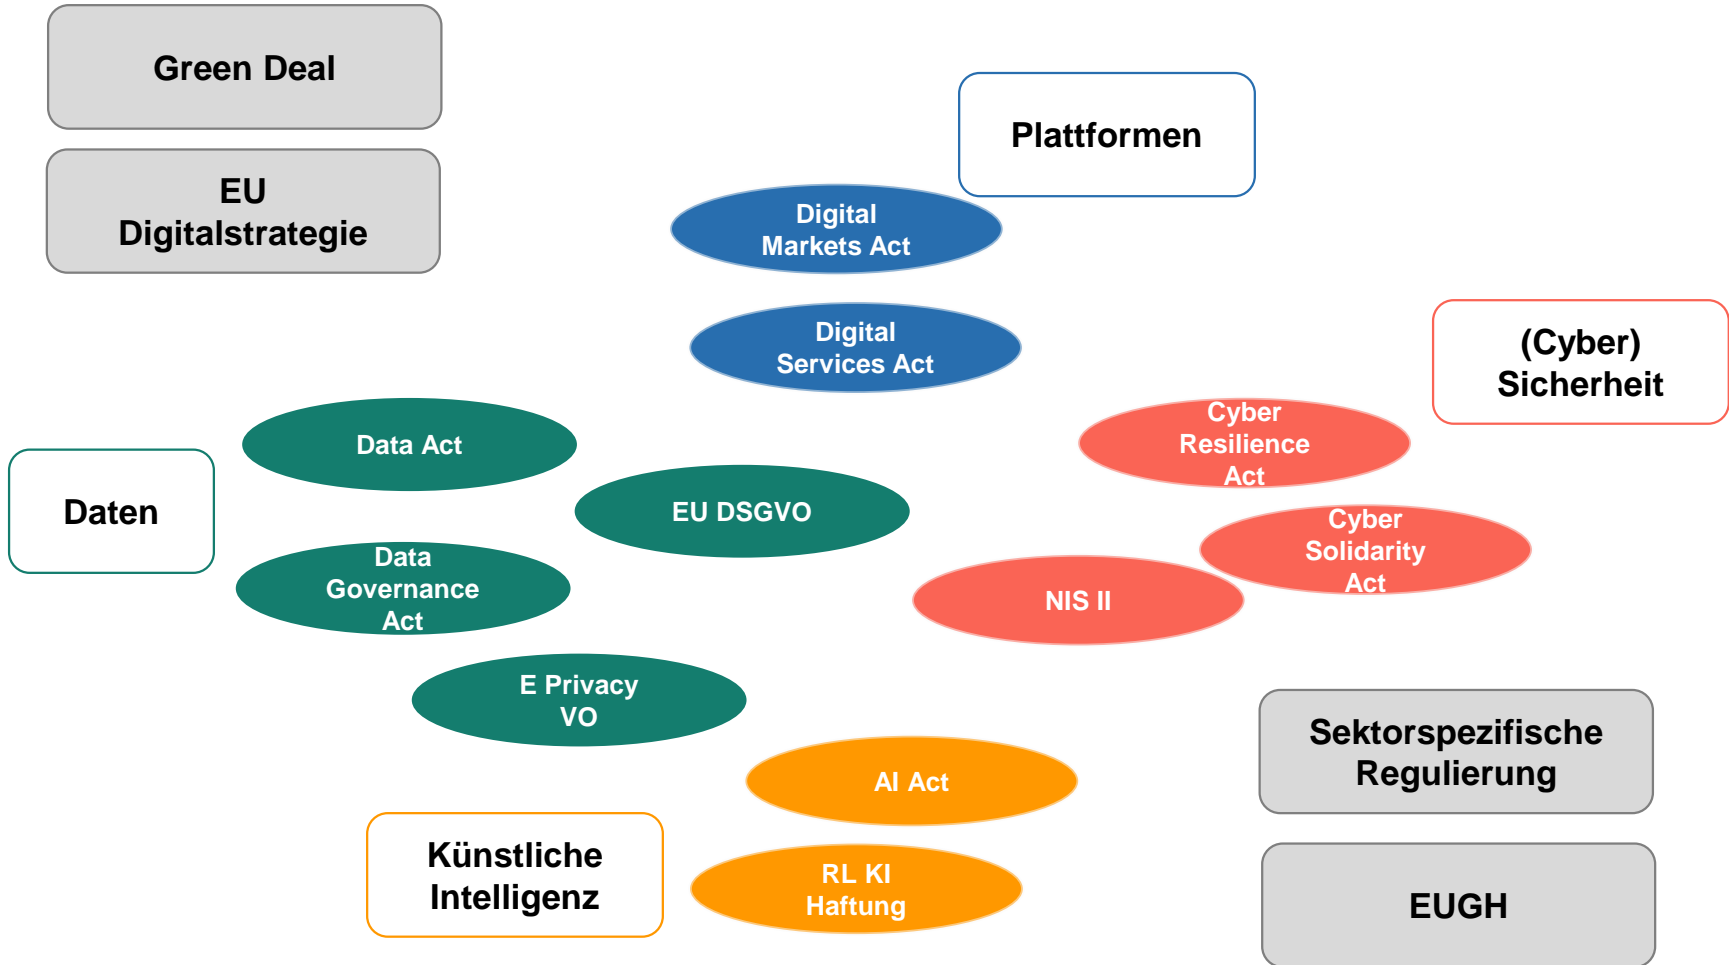 Green Deal
EU
Digitalstrategie
Plattformen
Digital
Markets Act
Digital
Services Act
(Cyber)
Sicherheit
Data Act
Cyber
Resilience
Act
Daten
EU DSGVO
Cyber
Solidarity
Act
Data
Governance
Act
NIS II
E Privacy
VO
Sektorspezifische
Regulierung
AI Act
Künstliche
Intelligenz
RL KI
Haftung
EUGH